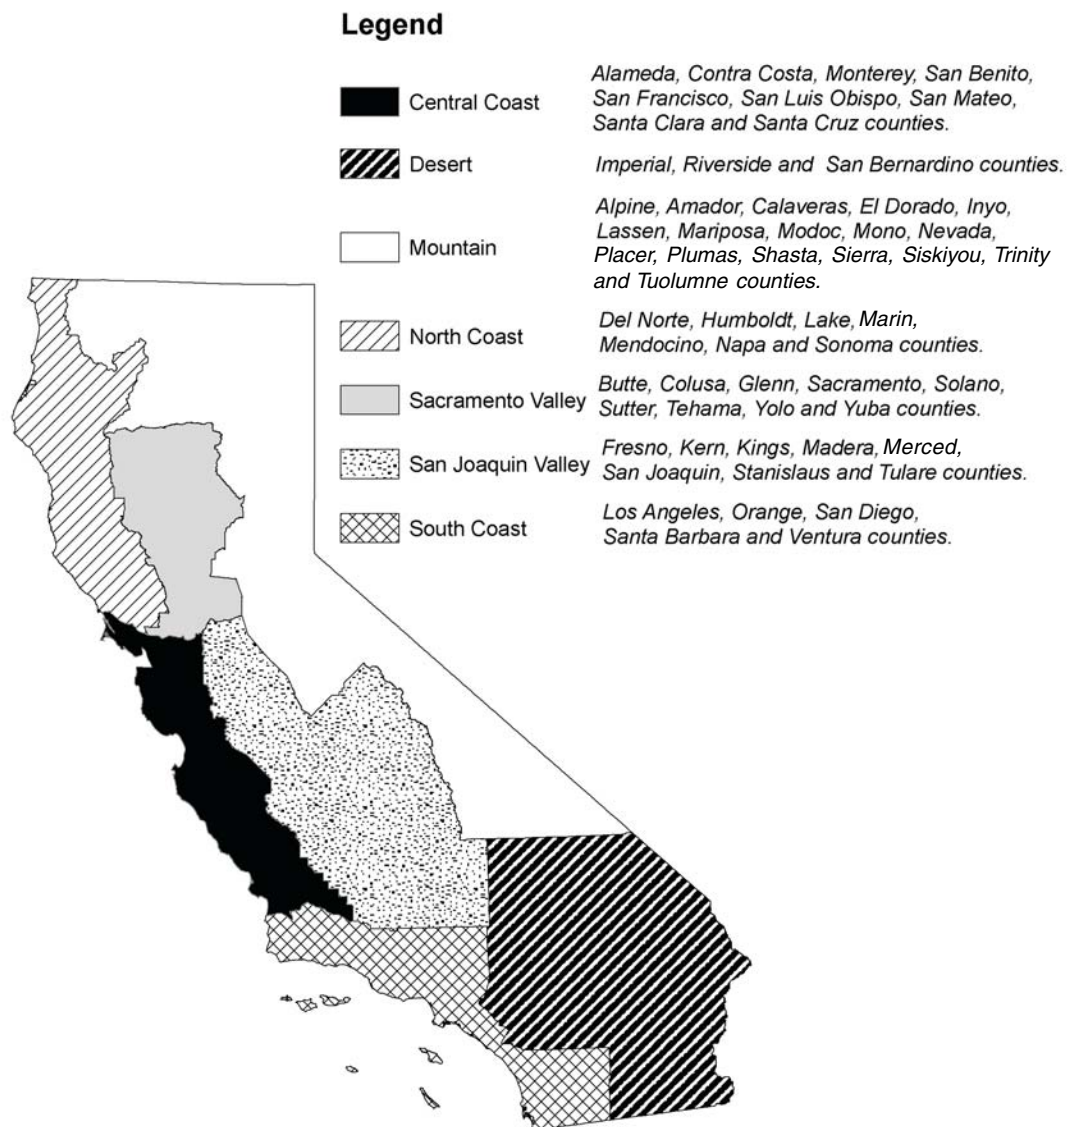 Legend
Central Coast
Alameda, Contra Costa, Monterey, San Benito,
San Francisco, San Luis Obispo, San Mateo,
Santa Clara and Santa Cruz counties.
Desert
Imperial, Riverside and San Bernardino counties.
Mountain
Alpine, Amador, Calaveras, El Dorado, Inyo,
Lassen, Mariposa, Modoc, Mono, Nevada,
Placer, Plumas, Shasta, Sierra, Siskiyou, Trinity
and Tuolumne counties.
North Coast
Del Norte, Humboldt, Lake, Marin,
Mendocino, Napa and Sonoma counties.
Sacramento Valley
Butte, Colusa, Glenn, Sacramento, Solano,
Sutter, Tehama, Yolo and Yuba counties.
San Joaquin Valley
Fresno, Kern, Kings, Madera, Merced,
San Joaquin, Stanislaus and Tulare counties.
South Coast
Los Angeles, Orange, San Diego,
Santa Barbara and Ventura counties.